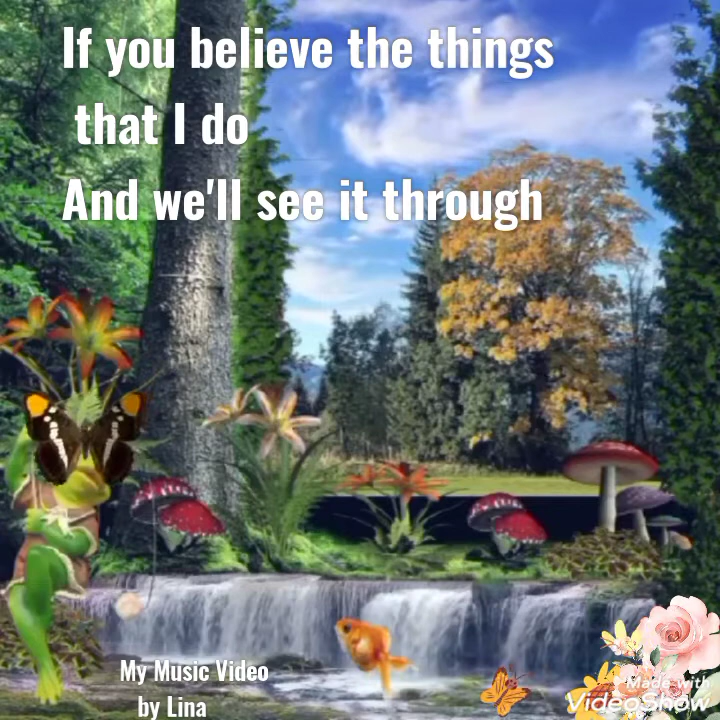 If you believe the things
that I do
And we'll see it through
My Music Video
by Lina
Made with
VideoShow